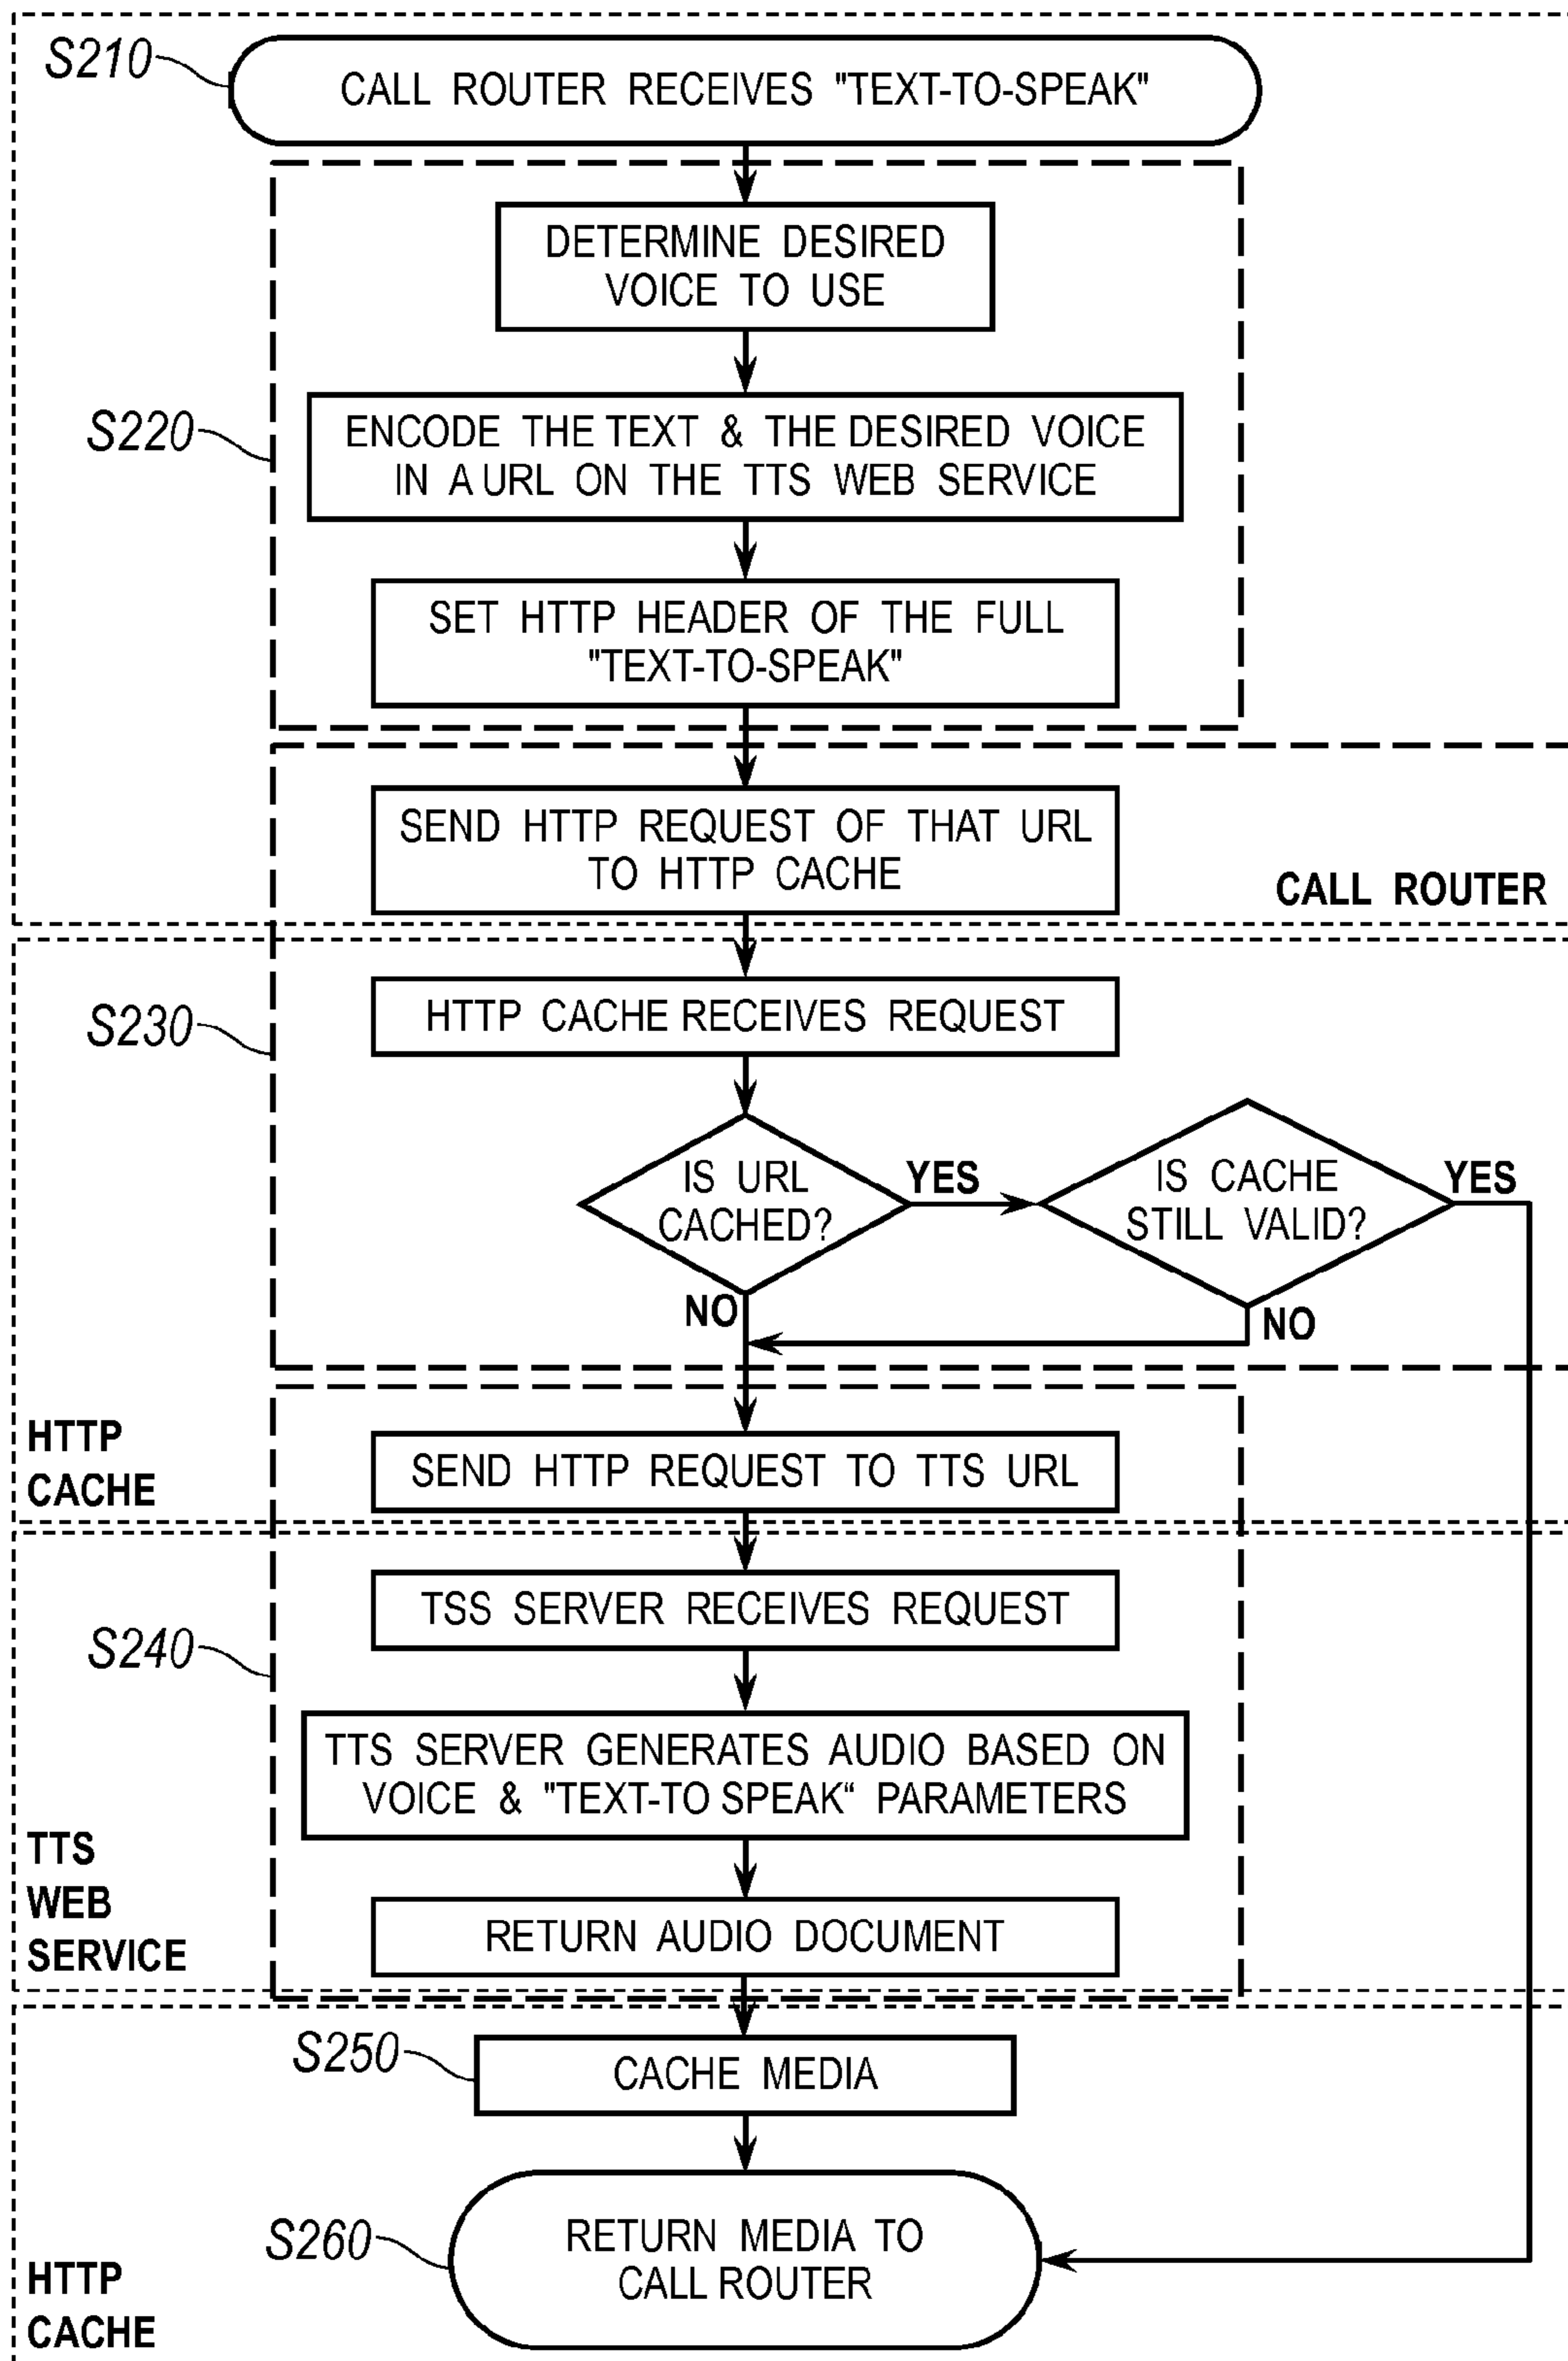 S210
CALL ROUTER RECEIVES "TEXT-TO-SPEAK"
DETERMINE DESIRED
VOICE TO USE
S220
ENCODE THE TEXT & THE DESIRED VOICE
IN A URL ON THE TTS WEB SERVICE
SET HTTP HEADER OF THE FULL
"TEXT-TO-SPEAK"
SEND HTTP REQUEST OF THAT URL
TO HTTP CACHE
CALL ROUTER
S230
HTTP CACHE RECEIVES REQUEST
IS URL
CACHED?
YES
IS CACHE
STILL VALID?
YES
NO
NO
HTTP
CACHE
SEND HTTP REQUEST TO TTS URL
TSS SERVER RECEIVES REQUEST
S240
TTS SERVER GENERATES AUDIO BASED ON
VOICE & "TEXT-TO SPEAK“ PARAMETERS
TTS
WEB
SERVICE
RETURN AUDIO DOCUMENT
S250
CACHE MEDIA
S260
RETURN MEDIA TO
CALL ROUTER
HTTP
CACHE